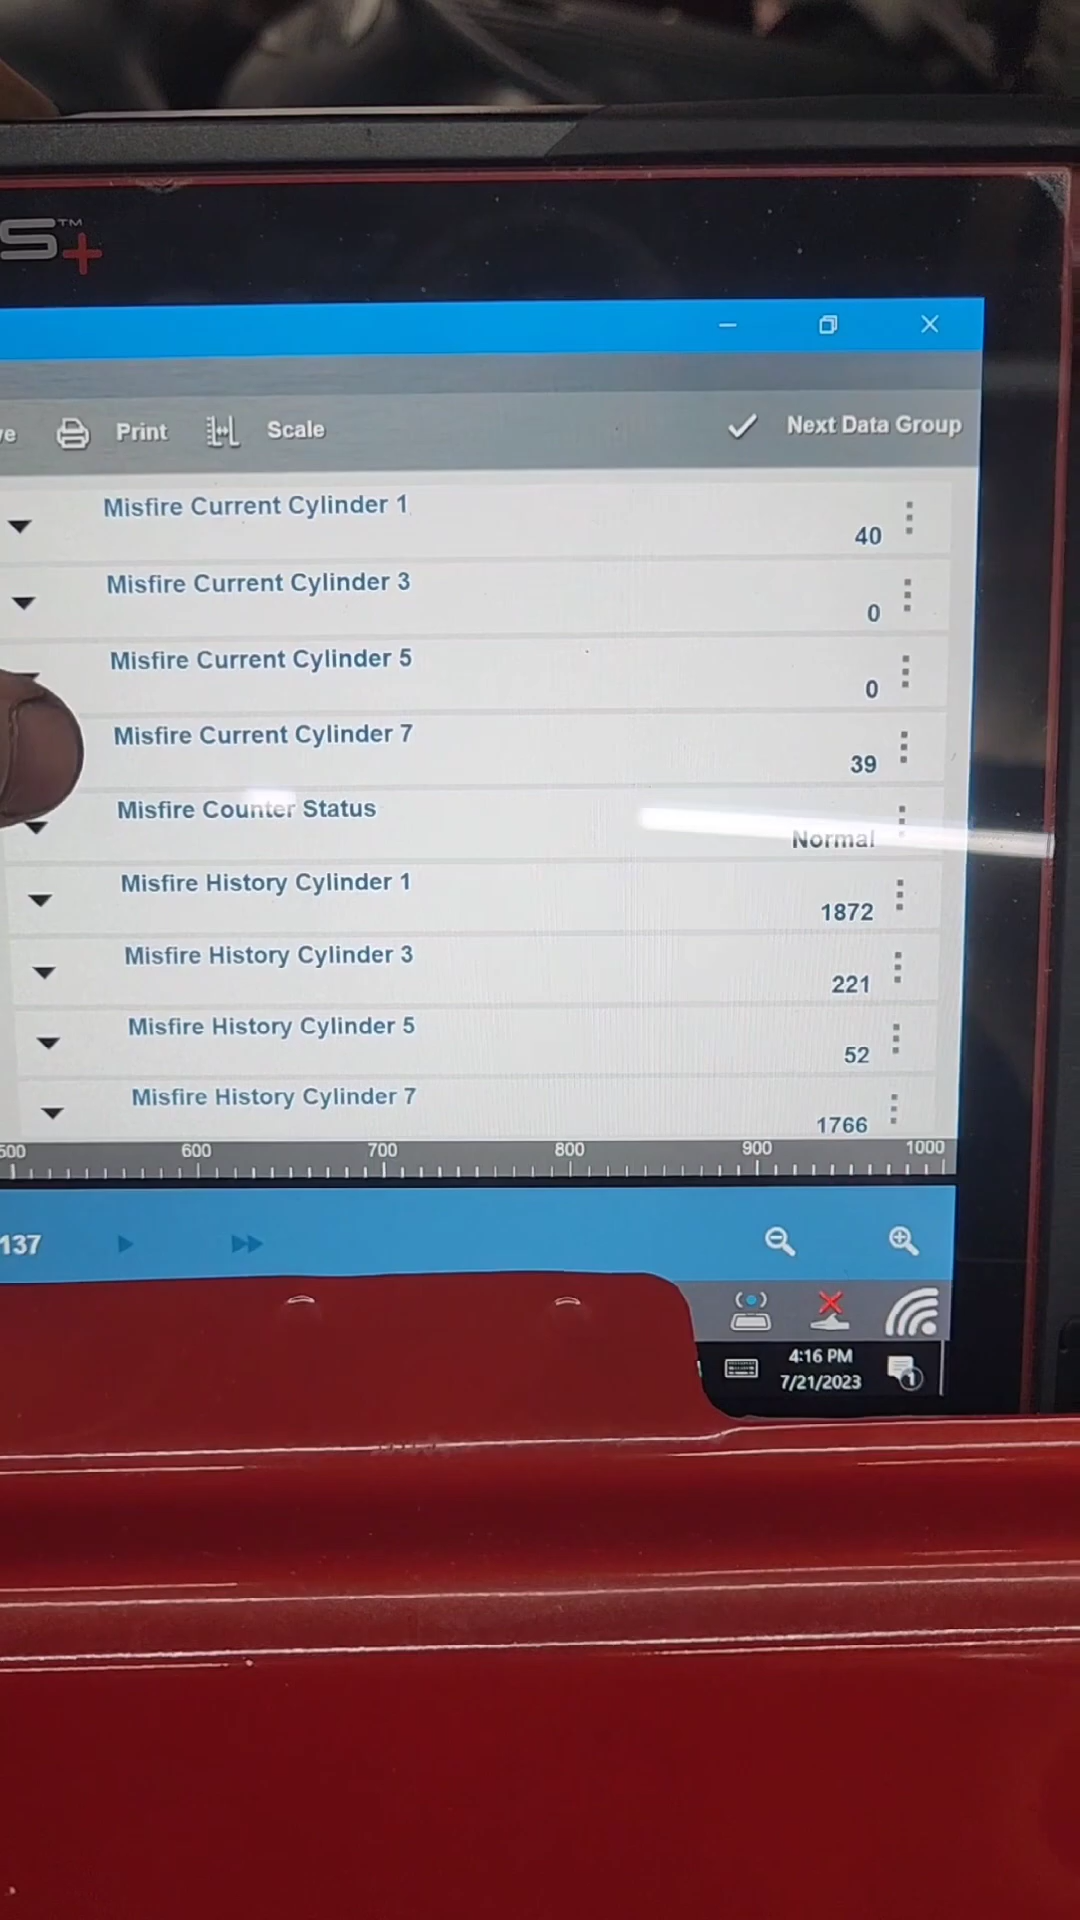 S+™
Print
Scale
Next Data Group
Misfire Current Cylinder 1
40
Misfire Current Cylinder 3
0
Misfire Current Cylinder 5
0
Misfire Current Cylinder 7
39
Misfire Counter Status
Normal
Misfire History Cylinder 1
1872
Misfire History Cylinder 3
221
Misfire History Cylinder 5
52
Misfire History Cylinder 7
1766
600 700 800 900 1000
137
4:16 PM
7/21/2023
1